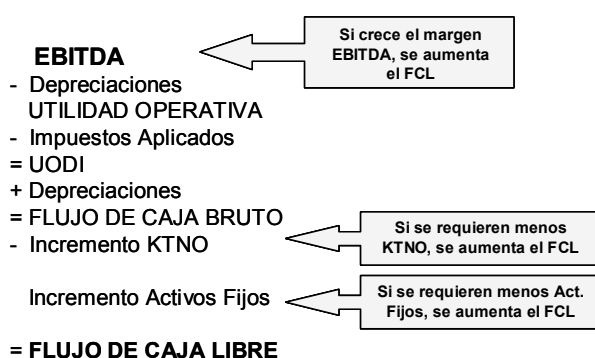 Si crece el margen
EBITDA, se aumenta
el FCL
EBITDA
- Depreciaciones
UTILIDAD OPERATIVA
- Impuestos Aplicados
= UODI
+ Depreciaciones
= FLUJO DE CAJA BRUTO
- Incremento KTNO
Si se requieren menos
KTNO, se aumenta el FCL
Incremento Activos Fijos
Si se requieren menos Act.
Fijos, se aumenta el FCL
= FLUJO DE CAJA LIBRE